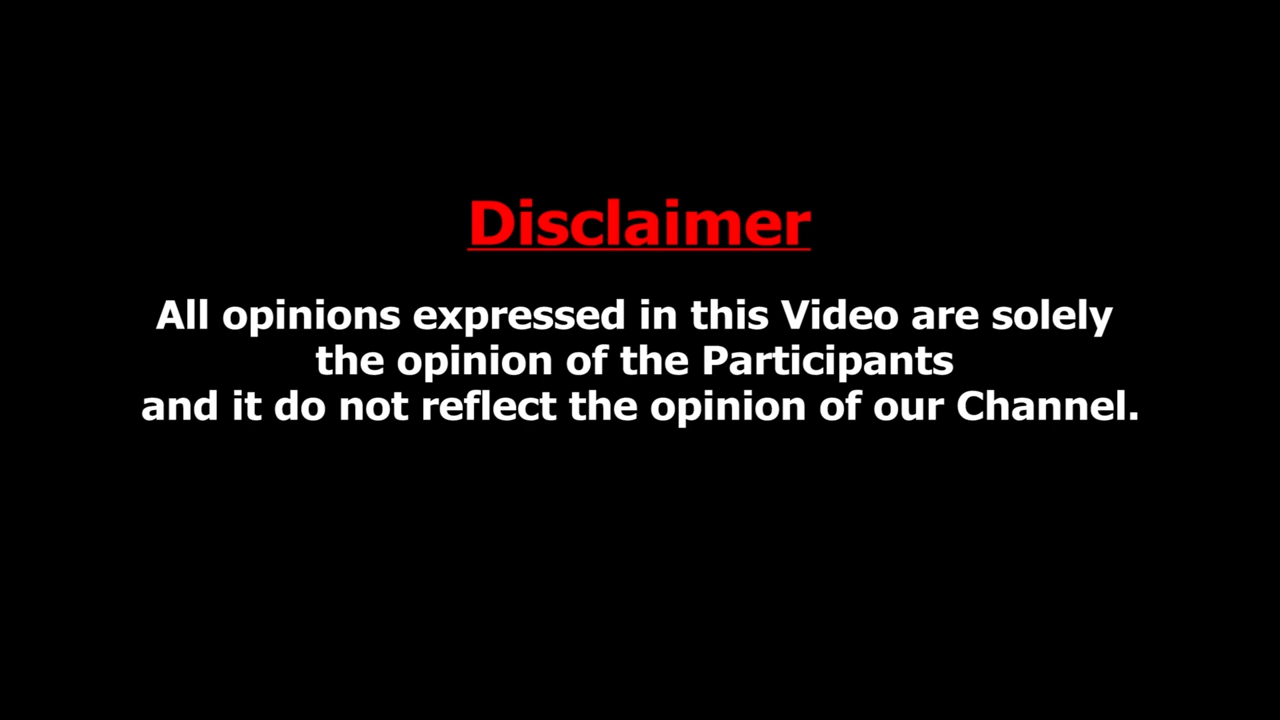 Disclaimer
All opinions expressed in this Video are solely
the opinion of the Participants
and it do not reflect the opinion of our Channel.